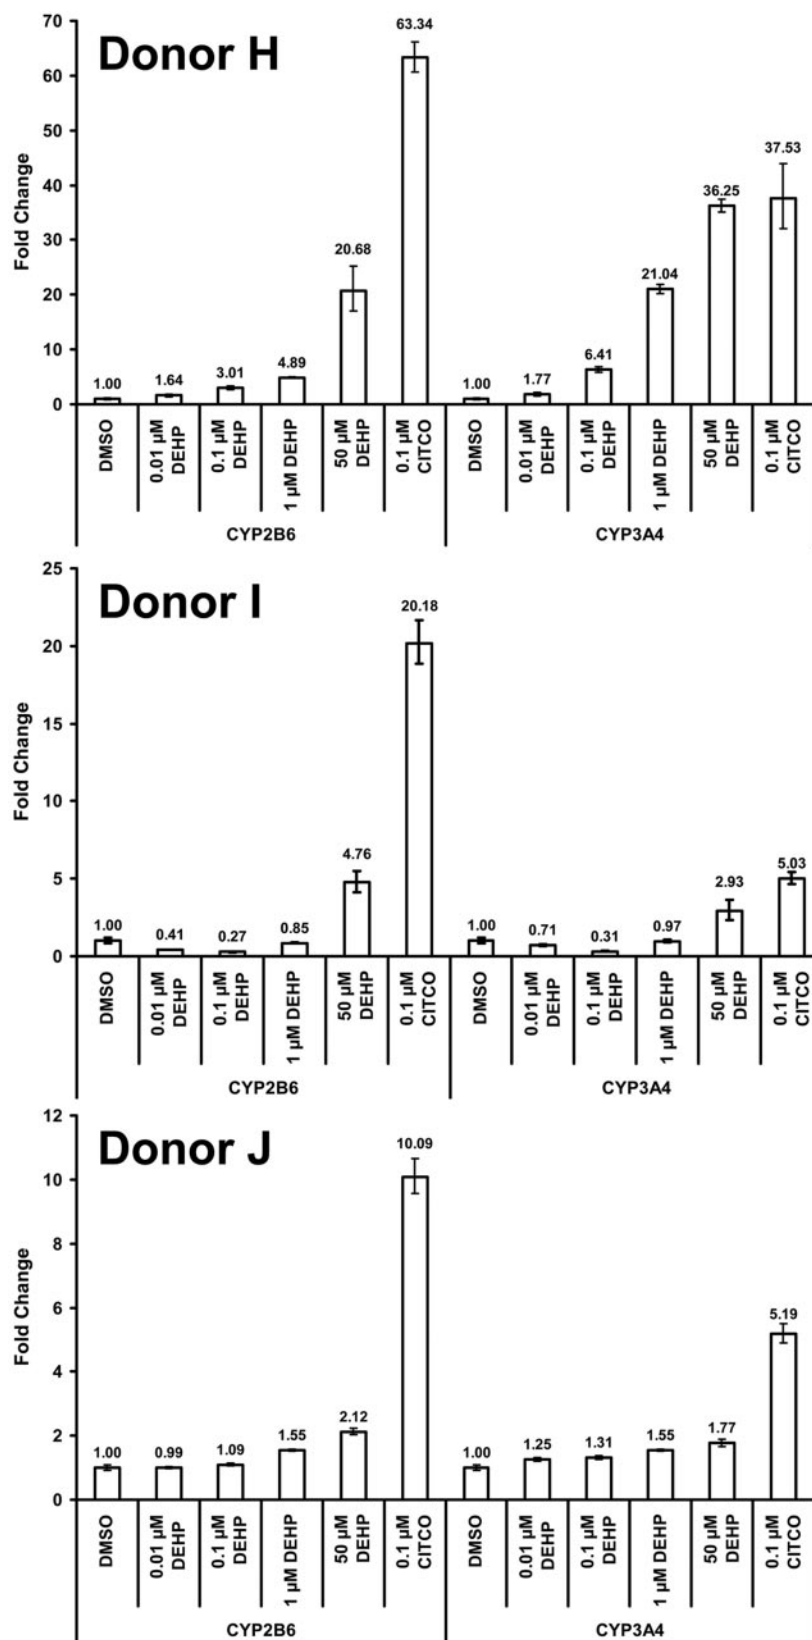 Donor H
Fold Change
70
60
50
40
30
20
10
0
1.00
1.64
3.01
4.89
20.68
63.34
1.00
1.77
6.41
21.04
36.25
37.53
DMSO
0.01 µM
DEHP
0.1 µM
DEHP
1 µM DEHP
50 µM
DEHP
0.1 µM
CITCO
DMSO
0.01 µM
DEHP
0.1 µM
DEHP
1 µM DEHP
50 µM
DEHP
0.1 µM
CITCO
CYP2B6
CYP3A4
Donor I
Fold Change
25
20
15
10
5
0
1.00
0.41
0.27
0.85
4.76
20.18
1.00
0.71
0.31
0.97
2.93
5.03
DMSO
0.01 µM
DEHP
0.1 µM
DEHP
1 µM DEHP
50 µM
DEHP
0.1 µM
CITCO
DMSO
0.01 µM
DEHP
0.1 µM
DEHP
1 µM DEHP
50 µM
DEHP
0.1 µM
CITCO
CYP2B6
CYP3A4
Donor J
Fold Change
12
10
8
6
4
2
0
1.00
0.99
1.09
1.55
2.12
10.09
1.00
1.25
1.31
1.55
1.77
5.19
DMSO
0.01 µM
DEHP
0.1 µM
DEHP
1 µM DEHP
50 µM
DEHP
0.1 µM
CITCO
DMSO
0.01 µM
DEHP
0.1 µM
DEHP
1 µM DEHP
50 µM
DEHP
0.1 µM
CITCO
CYP2B6
CYP3A4